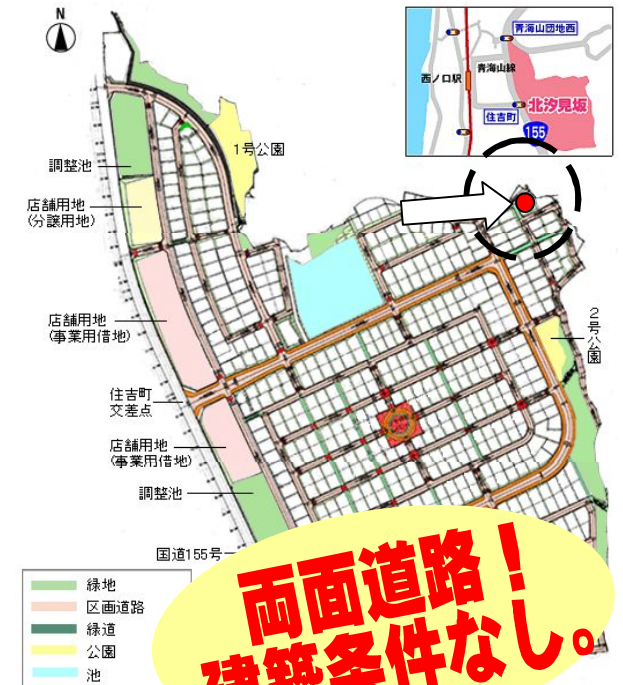 N
青海山団地西
青海山線
西ノ口駅
北汐見坂
住吉町
155
1号公園
調整池
店舗用地
(分譲用地)
店舗用地
(事業用借地)
2号公園
住吉町
交差点
店舗用地
(事業用借地)
調整池
国道155号
両面道路！
建築条件なし。
緑地
区画道路
緑道
公園
池